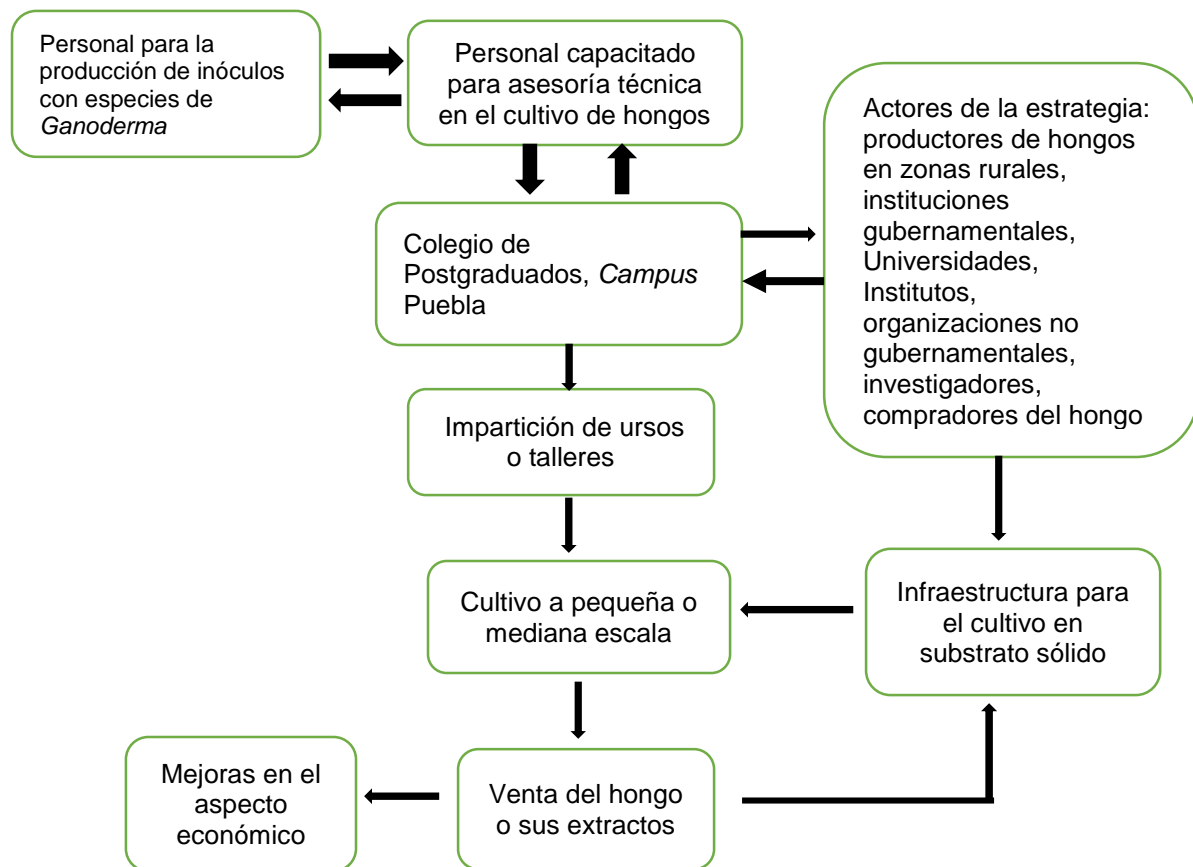 Personal para la
producción de inóculos
con especies de
Ganoderma
Personal capacitado
para asesoría técnica
en el cultivo de hongos
Actores de la estrategia:
productores de hongos
en zonas rurales,
instituciones
gubernamentales,
Universidades,
Institutos,
organizaciones no
gubernamentales,
investigadores,
compradores del hongo
Colegio de
Postgraduados, Campus
Puebla
Impartición de ursos
o talleres
Cultivo a pequeña o
mediana escala
Infraestructura para
el cultivo en
substrato sólido
Mejoras en el
aspecto
económico
Venta del hongo
o sus extractos